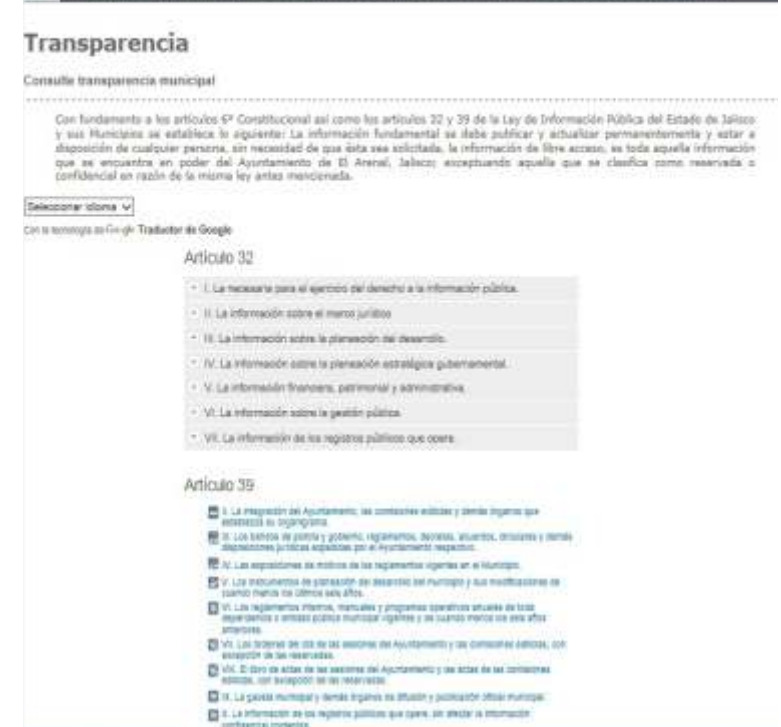 Transparencia
Consulte transparencia municipal
Con fundamento a los artículos 6º Constitucional así como los artículos 22 y 39 de la Ley de Información Pública del Estado de Jalisco
y sus Municipios se establece lo siguiente: La información fundamental se debe publicar y actualizar permanentemente y estar a
disposición de cualquier persona, sin necesidad de que ésta sea solicitada, la información de libre acceso, es toda aquella información
que se encuentra en poder del Ayuntamiento de El Arenal, Jalisco; exceptuando aquella que se clasifica como reservada o
confidencial en razón de la misma ley antes mencionada.
Seleccionar idioma
Con la tecnología de Google Traductor de Google
Artículo 32
I. La necesaria para el ejercicio del derecho a la información pública.
II. La información sobre el marco jurídico
III. La información sobre la planeación del desarrollo.
IV. La información sobre la planeación estratégica gubernamental.
V. La información financiera, patrimonial y administrativa.
VI. La información sobre la gestión pública.
VII. La información de los registros públicos que opere.
Artículo 39
II. La integración del Ayuntamiento, las comisiones edilicias y demás órganos que
establezca su organigrama.
III. Los bandos de policía y gobierno, reglamentos, decretos, acuerdos, circulares y demás
disposiciones jurídicas expedidas por el Ayuntamiento respectivo.
IV. Las exposiciones de motivos de los reglamentos vigentes en el Municipio.
V. Los instrumentos de planeación del desarrollo del municipio y sus modificaciones de
cuando menos los últimos seis años.
VI. Los reglamentos internos, manuales y programas operativos anuales de toda
dependencia o entidad pública municipal vigentes y de cuando menos los seis años
anteriores.
VII. Los órdenes del día de las sesiones del Ayuntamiento y las comisiones edilicias, con
excepción de las reservadas.
VIII. El libro de actas de las sesiones del Ayuntamiento y las actas de las comisiones
edilicias, con excepción de las reservadas.
IX. La gaceta municipal y demás órganos de difusión y publicación oficial municipal.
X. La información de los registros públicos que opere, sin afectar la información
confidencial contenida.